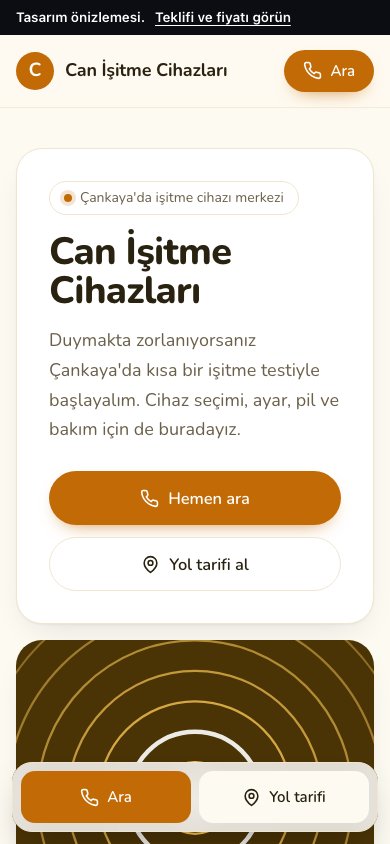 Tasarım önizlemesi. Teklifi ve fiyatı görün
C Can İşitme Cihazları Ara
Çankaya'da işitme cihazı merkezi
Can İşitme
Cihazları
Duymakta zorlanıyorsanız
Çankaya'da kısa bir işitme testiyle
başlayalım. Cihaz seçimi, ayar, pil ve
bakım için de buradayız.
Hemen ara
Yol tarifi al
Ara Yol tarifi